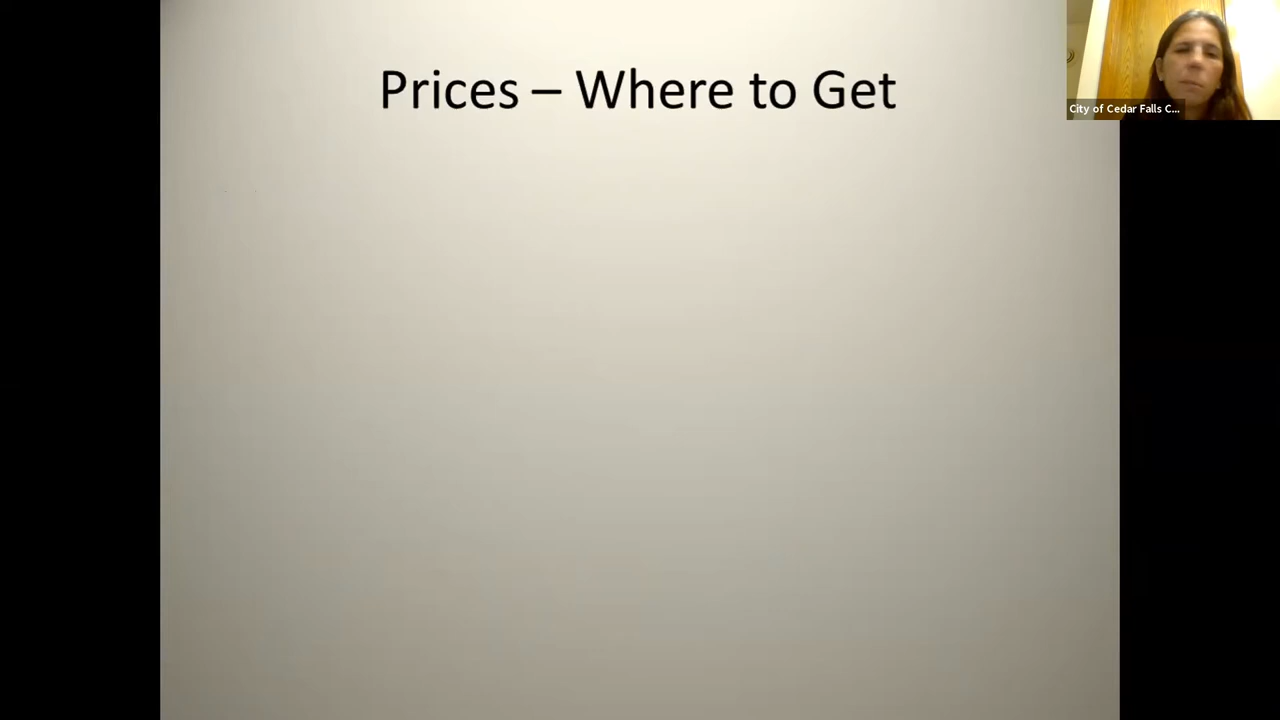 Prices – Where to Get
City of Cedar Falls C...